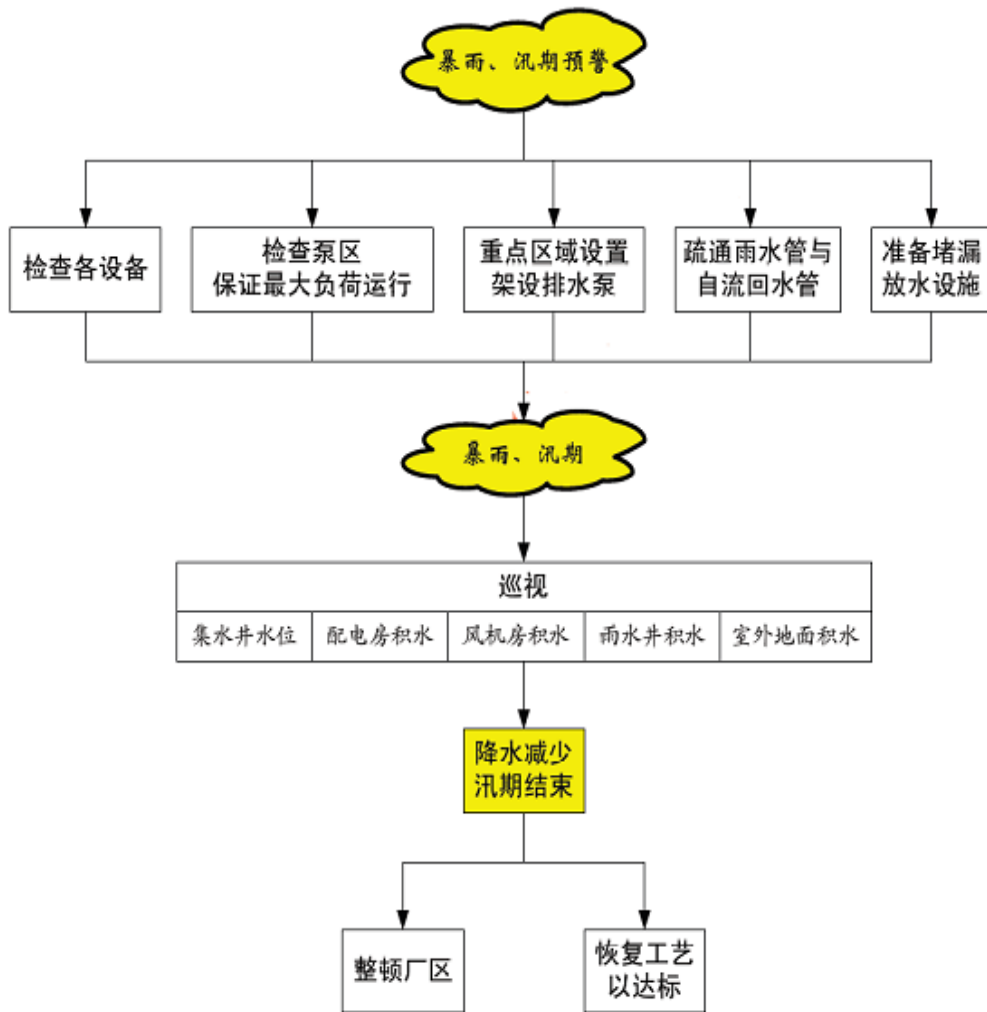 暴雨、汛期预警
检查各设备
检查泵区
保证最大负荷运行
重点区域设置
架设排水泵
疏通雨水管与
自流回水管
准备堵漏
放水设施
暴雨、汛期
巡视
集水井水位
配电房积水
风机房积水
雨水井积水
室外地面积水
降水减少
汛期结束
整顿厂区
恢复工艺
以达标